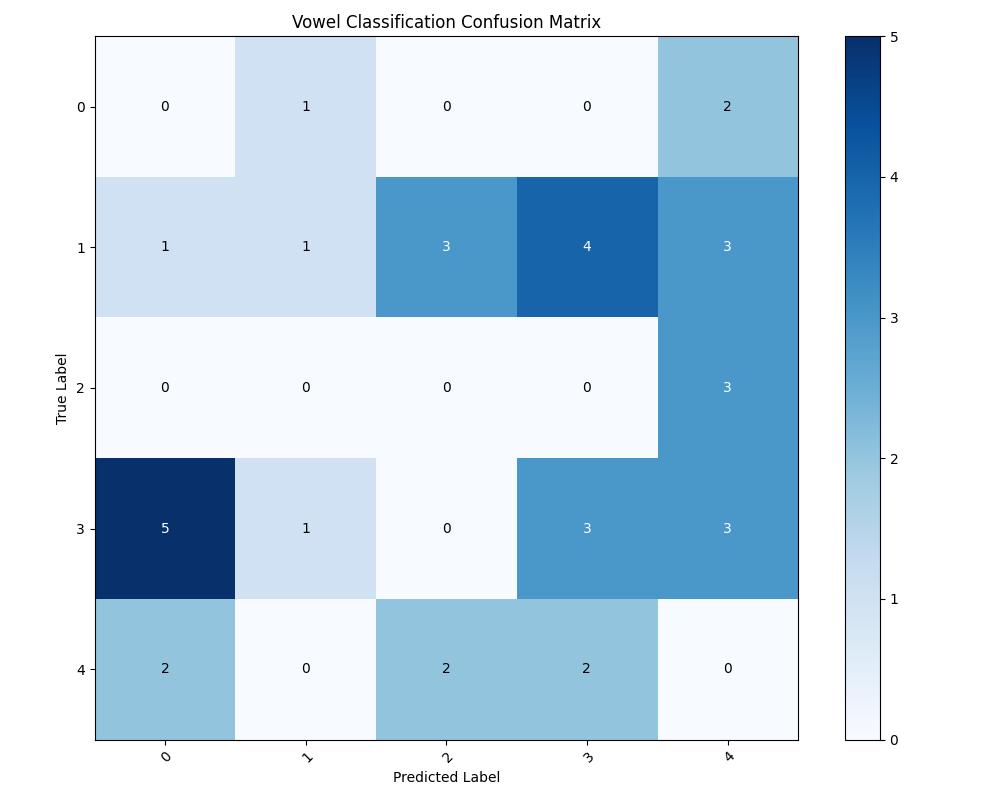 Vowel Classification Confusion Matrix
0 0 1 0 0 2
1 1 1 3 4 3
2 0 0 0 0 3
3 5 1 0 3 3
4 2 0 2 2 0
0 1 2 3 4
Predicted Label
True Label
5
4
3
2
1
0